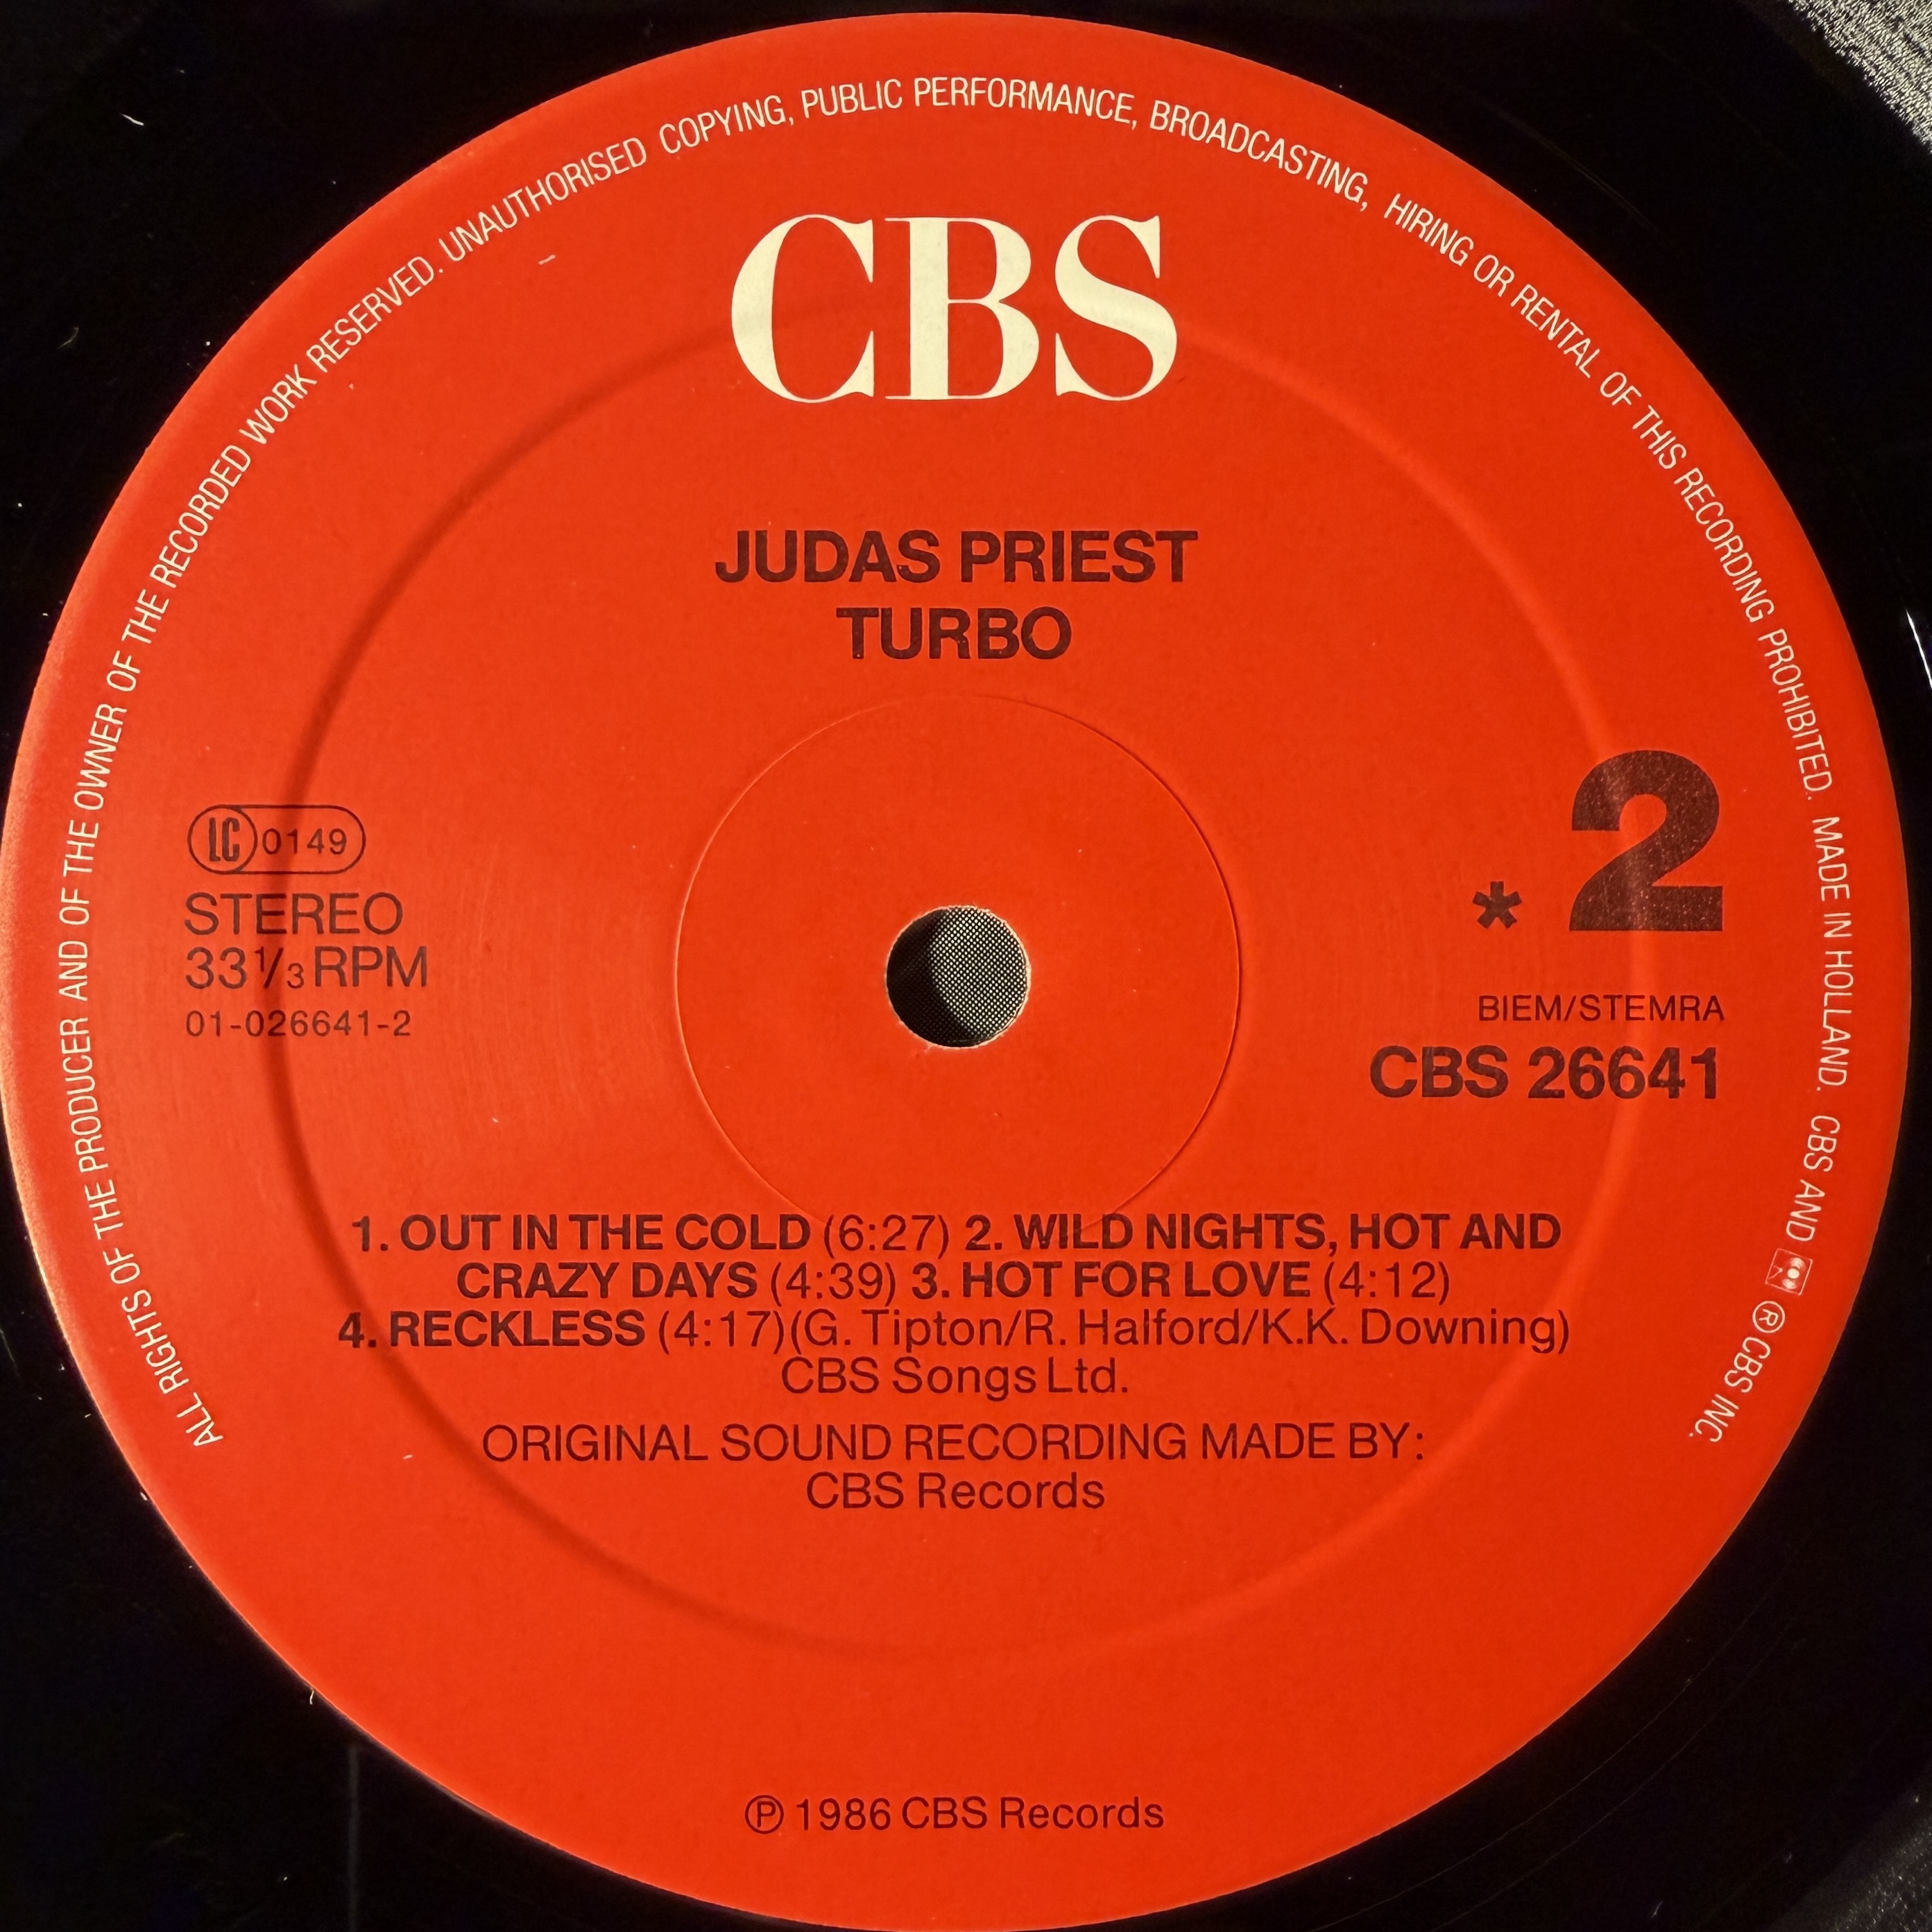 ALL RIGHTS OF THE PRODUCER AND OF THE OWNER OF THE RECORDED WORK RESERVED. UNAUTHORISED COPYING, PUBLIC PERFORMANCE, BROADCASTING, HIRING OR RENTAL OF THIS RECORDING PROHIBITED. MADE IN HOLLAND. CBS AND ® CBS INC.
CBS
JUDAS PRIEST
TURBO
LC 0149
STEREO
33 1/3 RPM
01-026641-2
* 2
BIEM/STEMRA
CBS 26641
1. OUT IN THE COLD (6:27) 2. WILD NIGHTS, HOT AND
CRAZY DAYS (4:39) 3. HOT FOR LOVE (4:12)
4. RECKLESS (4:17)(G. Tipton/R. Halford/K.K. Downing)
CBS Songs Ltd.
ORIGINAL SOUND RECORDING MADE BY:
CBS Records
℗ 1986 CBS Records